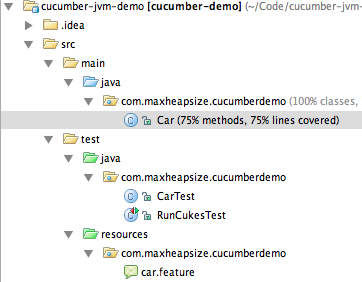 cucumber-jvm-demo [cucumber-demo] (~/Code/cucumber-jvm-
.idea
src
main
java
com.maxheapsize.cucumberdemo (100% classes,
Car (75% methods, 75% lines covered)
test
java
com.maxheapsize.cucumberdemo
CarTest
RunCukesTest
resources
com.maxheapsize.cucumberdemo
car.feature